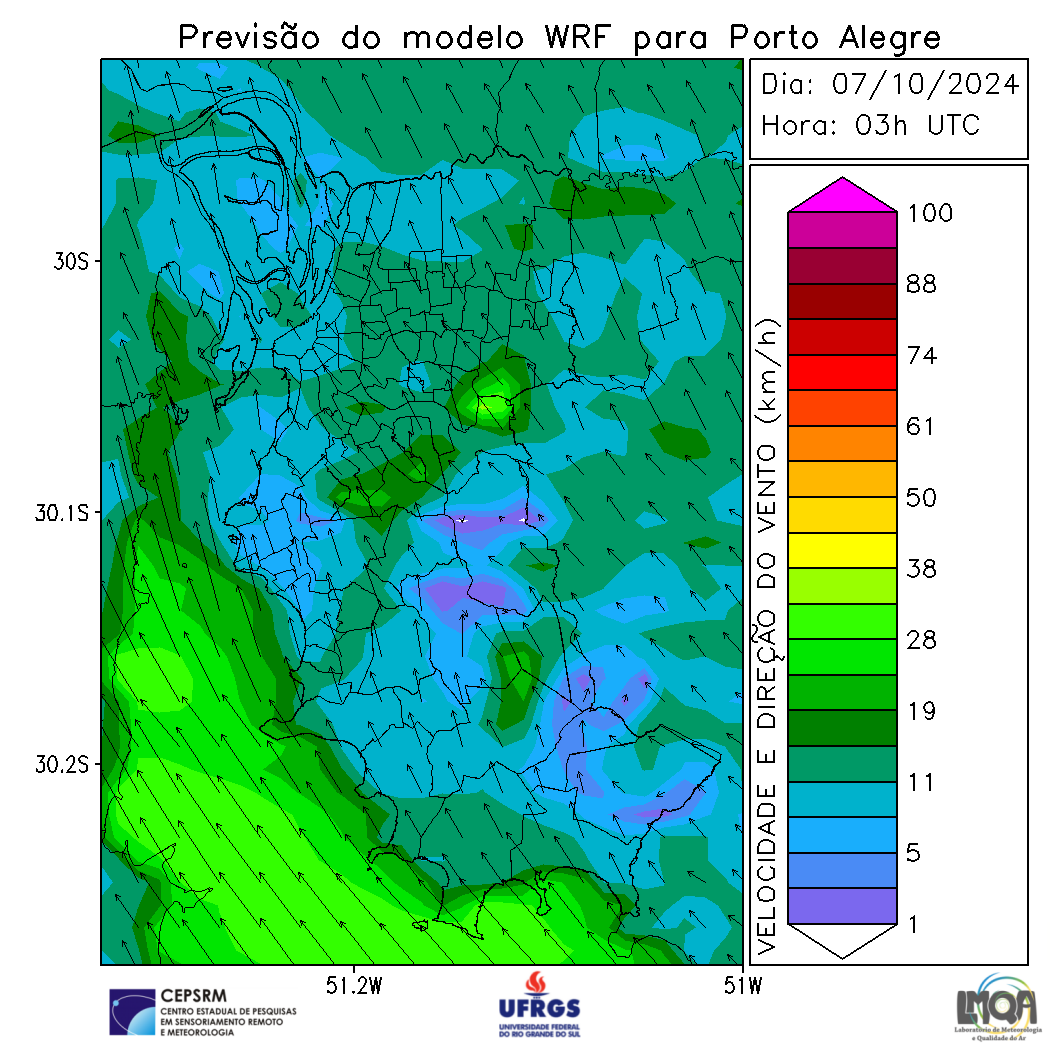 Previsão do modelo WRF para Porto Alegre
Dia: 07/10/2024
Hora: 03h UTC
30S
30.1S
30.2S
51.2W
51W
VELOCIDADE E DIREÇÃO DO VENTO (km/h)
100
88
74
61
50
38
28
19
11
5
1
CEPSRM
CENTRO ESTADUAL DE PESQUISAS
EM SENSORIAMENTO REMOTO
E METEOROLOGIA
UFRGS
UNIVERSIDADE FEDERAL
DO RIO GRANDE DO SUL
LMQA
Laboratório de Meteorologia
e Qualidade do Ar